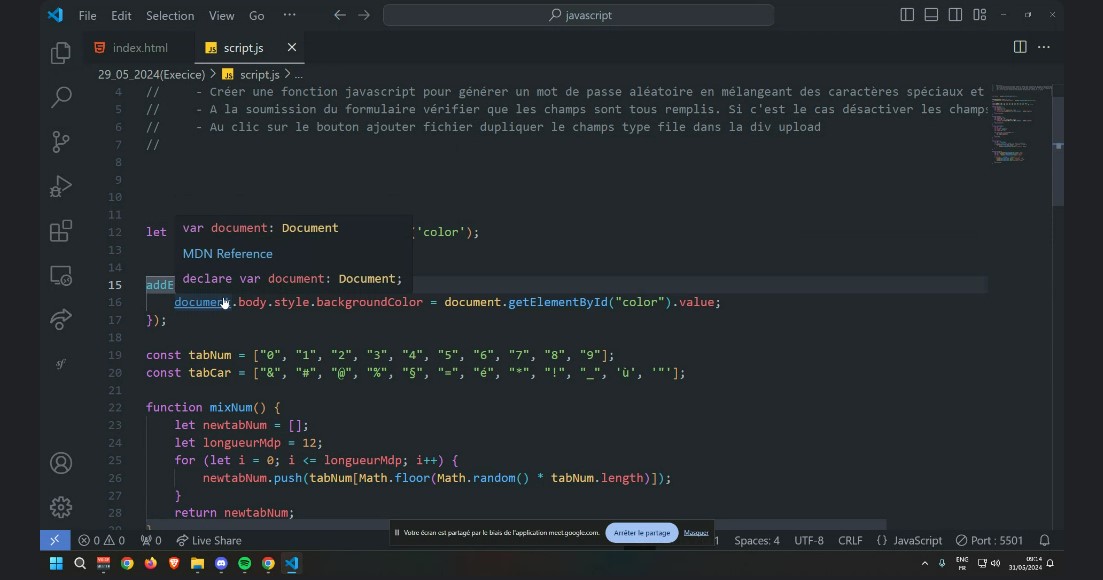 File Edit Selection View Go ··· javascript
index.html JS script.js
29_05_2024(Execice) > JS script.js > ...
4 // - Créer une fonction javascript pour générer un mot de passe aléatoire en mélangeant des caractères spéciaux et
5 // - A la soumission du formulaire vérifier que les champs sont tous remplis. Si c'est le cas désactiver les champs
6 // - Au clic sur le bouton ajouter fichier dupliquer le champs type file dans la div upload
7 //
8
9
10
11
var document: Document
12 let ('color');
13
MDN Reference
14
declare var document: Document;
15 addE
16 document.body.style.backgroundColor = document.getElementById("color").value;
17 });
18
19 const tabNum = ["0", "1", "2", "3", "4", "5", "6", "7", "8", "9"];
20 const tabCar = ["&", "#", "@", "%", "§", "=", "é", "*", "!", "_", 'ù', '"'];
21
22 function mixNum() {
23 let newtabNum = [];
24 let longueurMdp = 12;
25 for (let i = 0; i <= longueurMdp; i++) {
26 newtabNum.push(tabNum[Math.floor(Math.random() * tabNum.length)]);
27 }
28 return newtabNum;
Votre écran est partagé par le biais de l'application meet.google.com. Arrêter le partage Masquer
0 0 0 Live Share Spaces: 4 UTF-8 CRLF {} JavaScript Port : 5501
ENG FR 09:14 31/05/2024